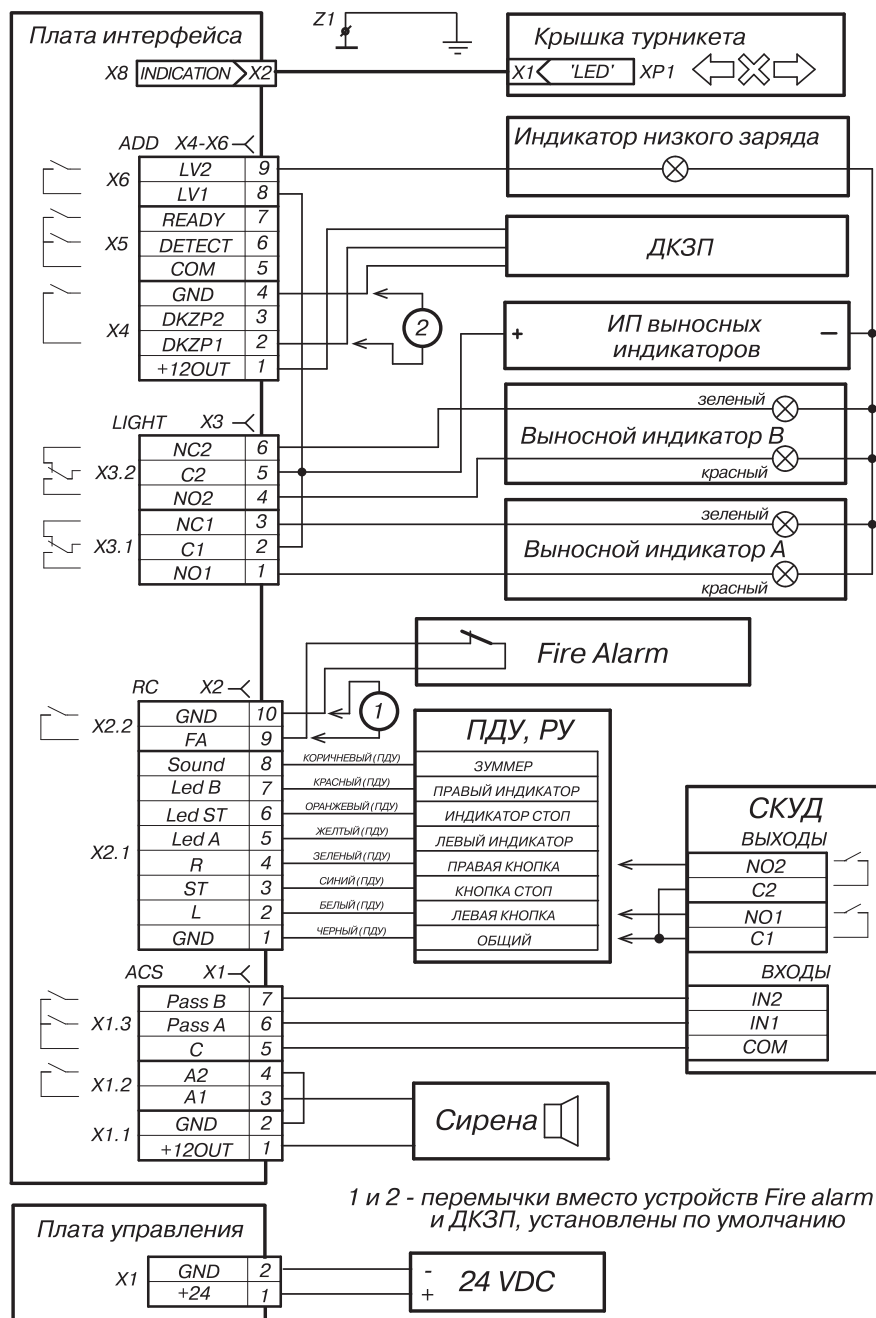 Плата интерфейса
Z1
Крышка турникета
X8 INDICATION X2
X1 'LED' XP1
ADD X4-X6
Индикатор низкого заряда
X6
LV2 9
LV1 8
X5
READY 7
DETECT 6
COM 5
ДКЗП
X4
GND 4
DKZP2 3
DKZP1 2
+12OUT 1
2
+ ИП выносных индикаторов −
LIGHT X3
X3.2
NC2 6
C2 5
NO2 4
зеленый
Выносной индикатор B
красный
X3.1
NC1 3
C1 2
NO1 1
зеленый
Выносной индикатор A
красный
Fire Alarm
RC X2
X2.2
GND 10
FA 9
1
ПДУ, РУ
X2.1
Sound 8 КОРИЧНЕВЫЙ (ПДУ) ЗУММЕР
Led B 7 КРАСНЫЙ (ПДУ) ПРАВЫЙ ИНДИКАТОР
Led ST 6 ОРАНЖЕВЫЙ (ПДУ) ИНДИКАТОР СТОП
Led A 5 ЖЕЛТЫЙ (ПДУ) ЛЕВЫЙ ИНДИКАТОР
R 4 ЗЕЛЕНЫЙ (ПДУ) ПРАВАЯ КНОПКА
ST 3 СИНИЙ (ПДУ) КНОПКА СТОП
L 2 БЕЛЫЙ (ПДУ) ЛЕВАЯ КНОПКА
GND 1 ЧЕРНЫЙ (ПДУ) ОБЩИЙ
СКУД
ВЫХОДЫ
NO2
C2
NO1
C1
ВХОДЫ
IN2
IN1
COM
ACS X1
X1.3
Pass B 7
Pass A 6
C 5
X1.2
A2 4
A1 3
X1.1
GND 2
+12OUT 1
Сирена
1 и 2 - перемычки вместо устройств Fire alarm
и ДКЗП, установлены по умолчанию
Плата управления
X1
GND 2
+24 1
-
+
24 VDC